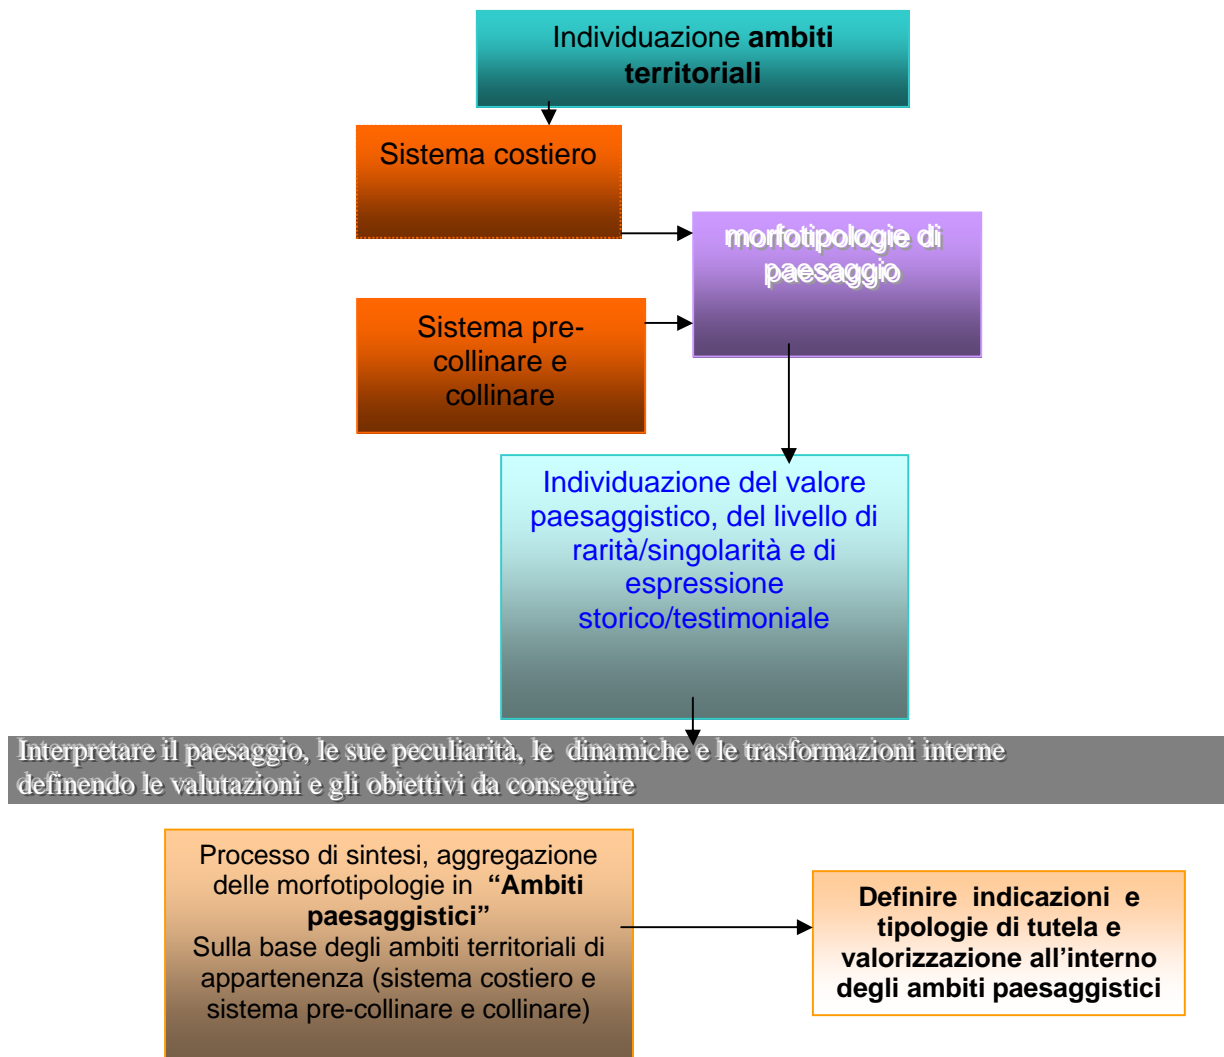 Individuazione ambiti
territoriali
Sistema costiero
morfotipologie di
paesaggio
Sistema pre-
collinare e
collinare
Individuazione del valore
paesaggistico, del livello di
rarità/singolarità e di
espressione
storico/testimoniale
Interpretare il paesaggio, le sue peculiarità, le dinamiche e le trasformazioni interne
definendo le valutazioni e gli obiettivi da conseguire
Processo di sintesi, aggregazione
delle morfotipologie in “Ambiti
paesaggistici”
Sulla base degli ambiti territoriali di
appartenenza (sistema costiero e
sistema pre-collinare e collinare)
Definire indicazioni e
tipologie di tutela e
valorizzazione all’interno
degli ambiti paesaggistici